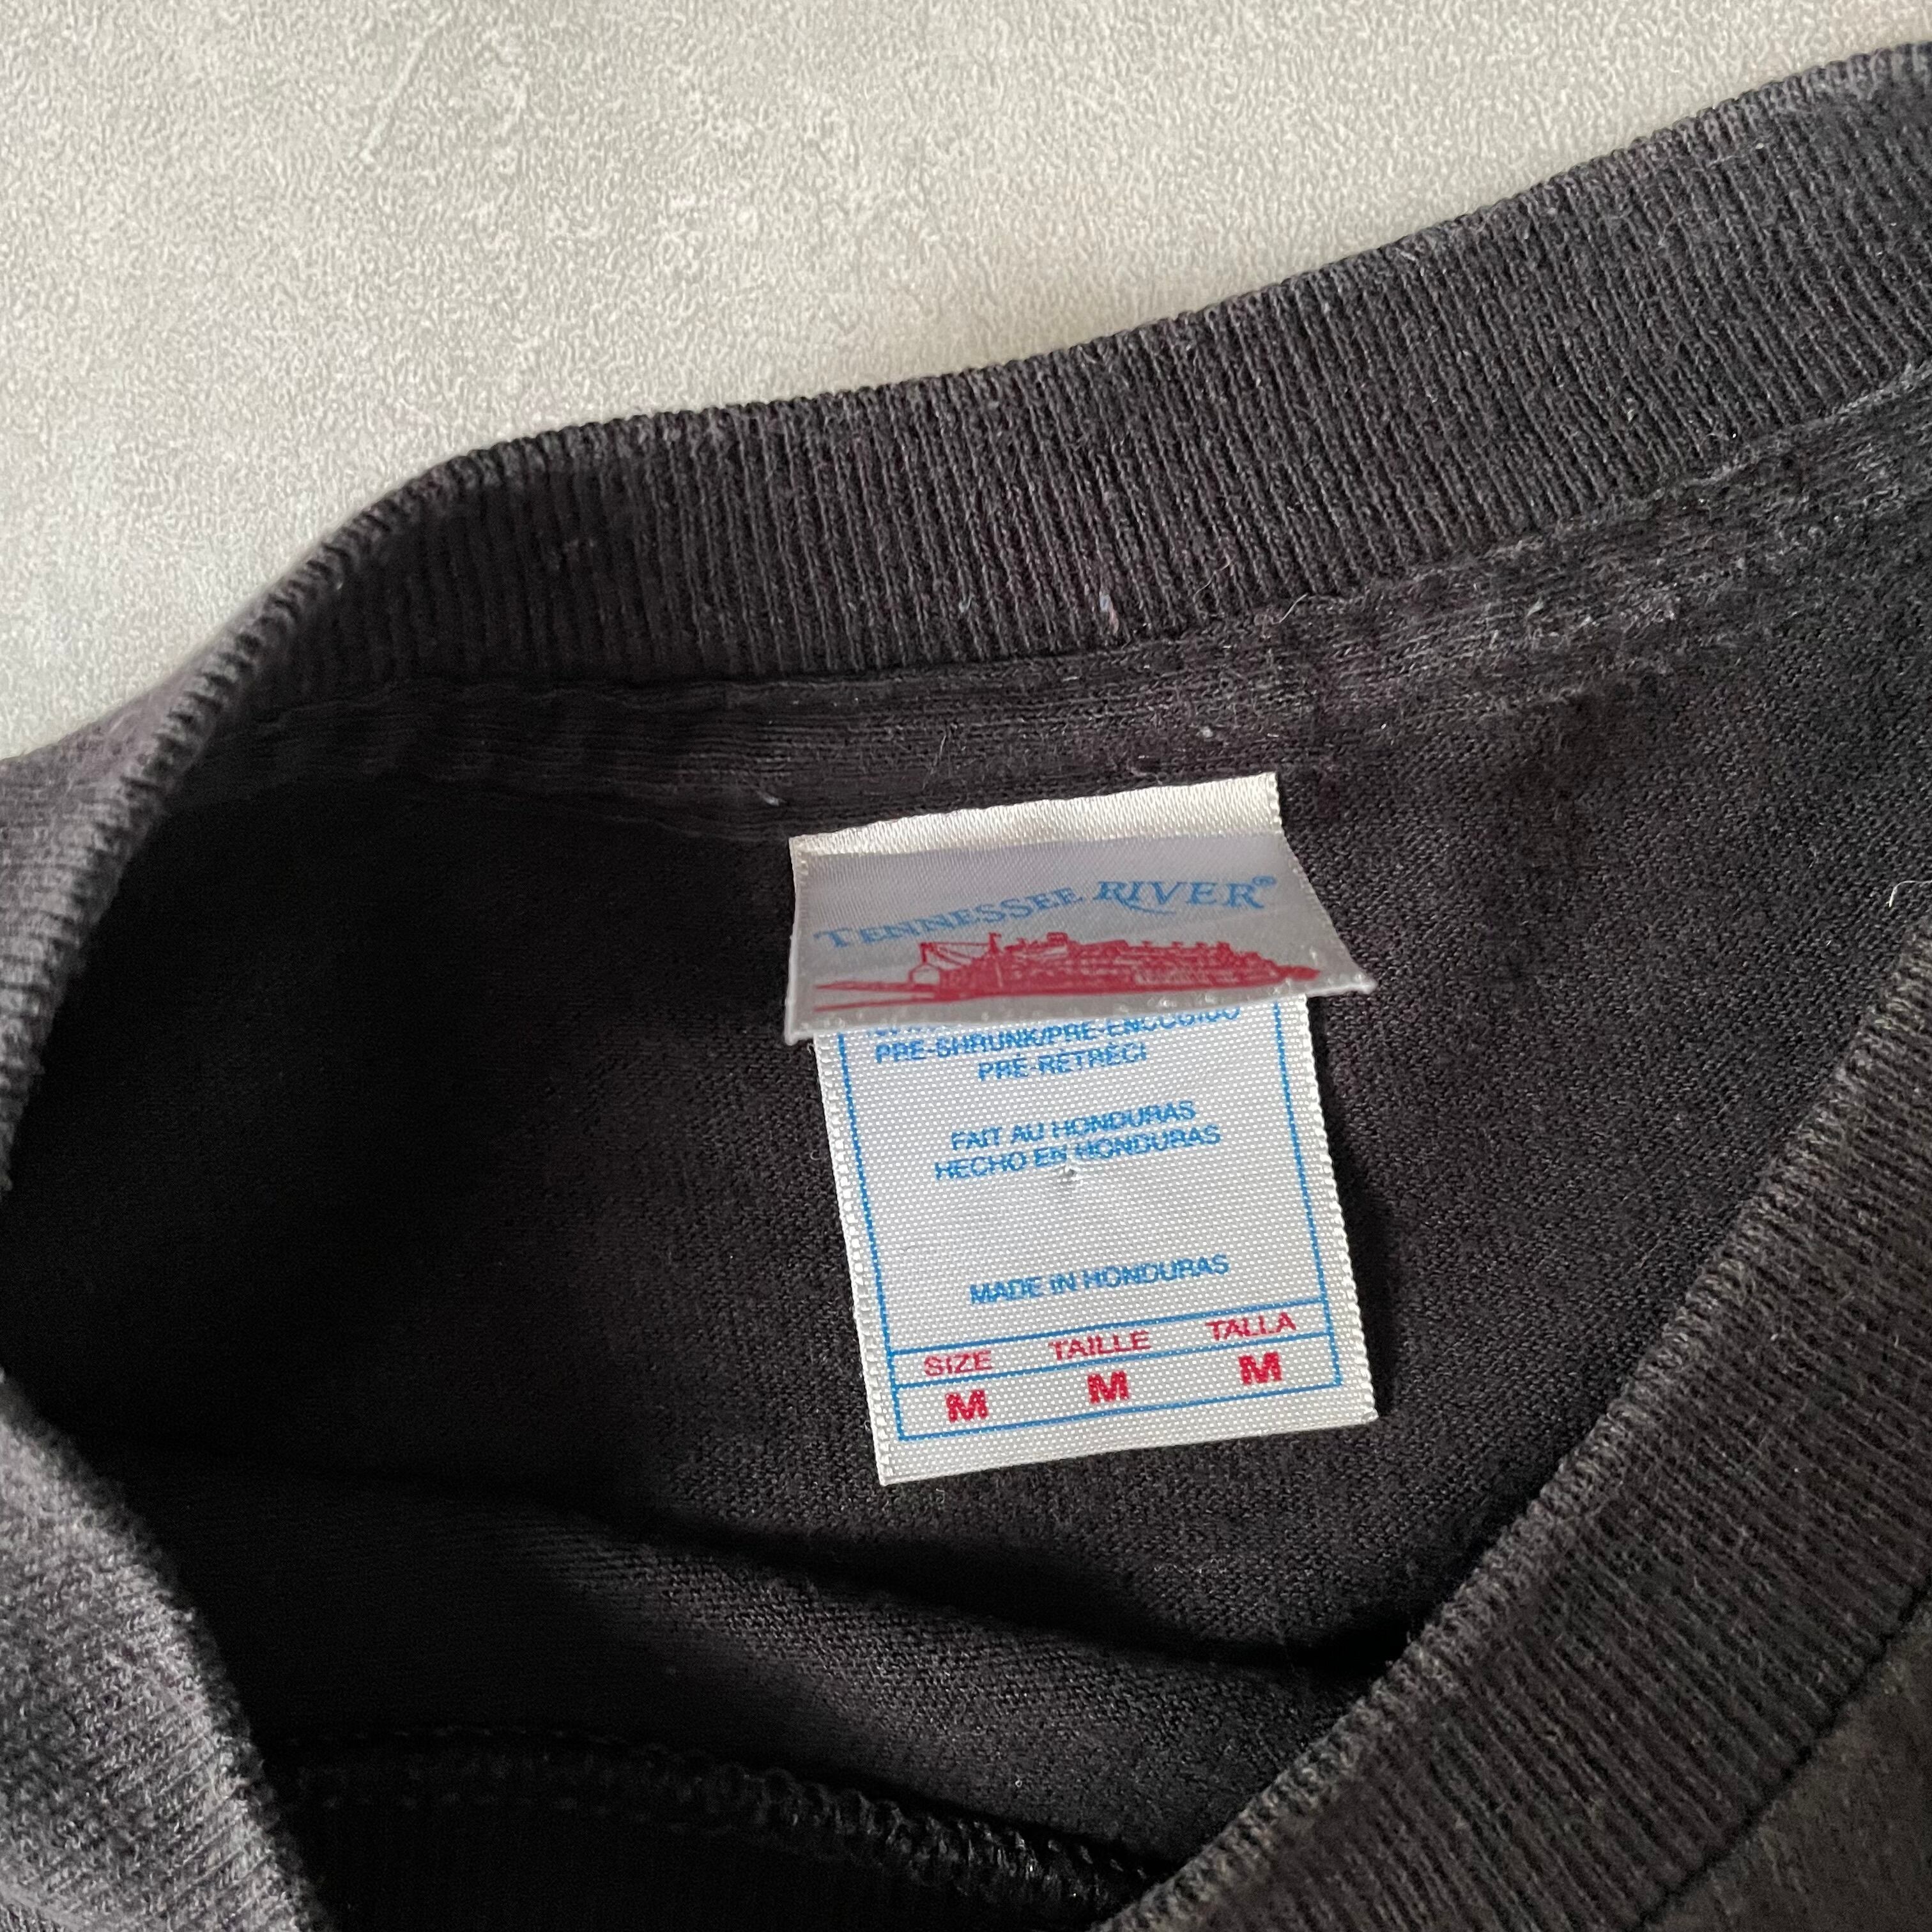 TENNESSEE RIVER®
PRE-SHRUNK/PRE-ENCOGIDO
PRÉ-RÉTRÉCI
FAIT AU HONDURAS
HECHO EN HONDURAS
MADE IN HONDURAS
SIZE TAILLE TALLA
M M M